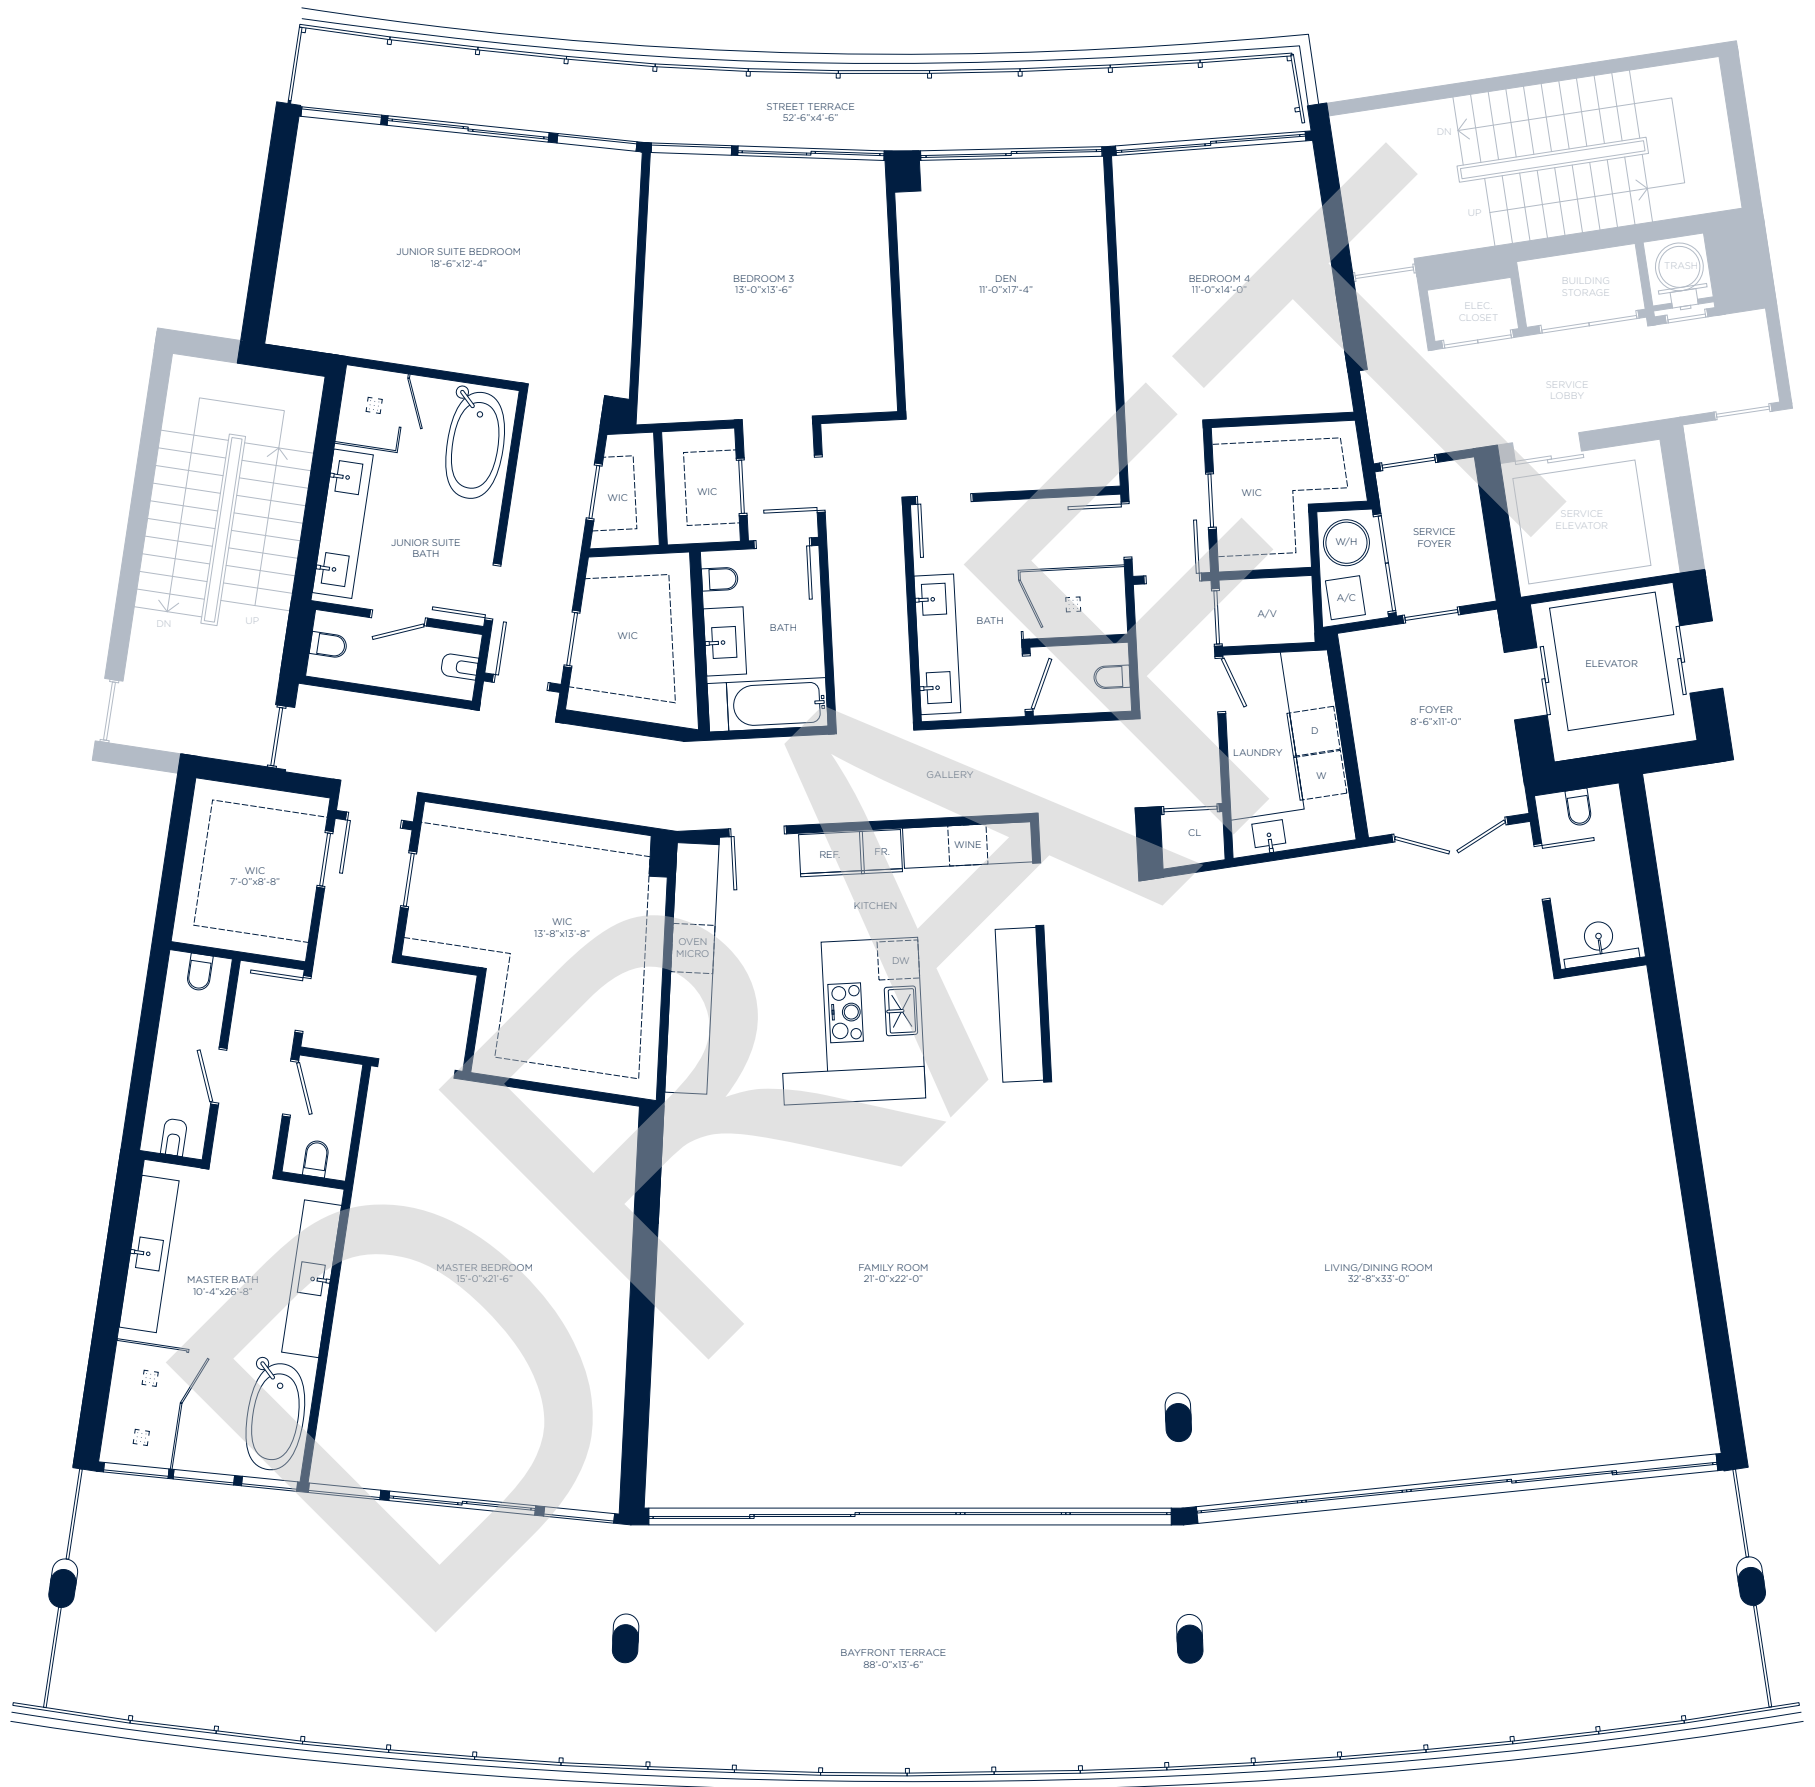 STREET TERRACE
52'-6"x4'-6"
DN
UP
JUNIOR SUITE BEDROOM
18'-6"x12'-4"
BEDROOM 3
13'-0"x13'-6"
DEN
11'-0"x17'-4"
BEDROOM 4
11'-0"x14'-0"
TRASH
BUILDING
STORAGE
ELEC.
CLOSET
SERVICE
LOBBY
WIC
WIC
WIC
SERVICE
ELEVATOR
JUNIOR SUITE
BATH
W/H
SERVICE
FOYER
A/C
DN
UP
WIC
BATH
BATH
A/V
ELEVATOR
FOYER
8'-6"x11'-0"
D
LAUNDRY
W
GALLERY
CL
REF.
FR.
WINE
WIC
7'-0"x8'-8"
KITCHEN
WIC
13'-8"x13'-8"
OVEN
MICRO
DW
MASTER BATH
10'-4"x26'-8"
MASTER BEDROOM
15'-0"x21'-6"
FAMILY ROOM
21'-0"x22'-0"
LIVING/DINING ROOM
32'-8"x33'-0"
BAYFRONT TERRACE
88'-0"x13'-6"
DRAFT